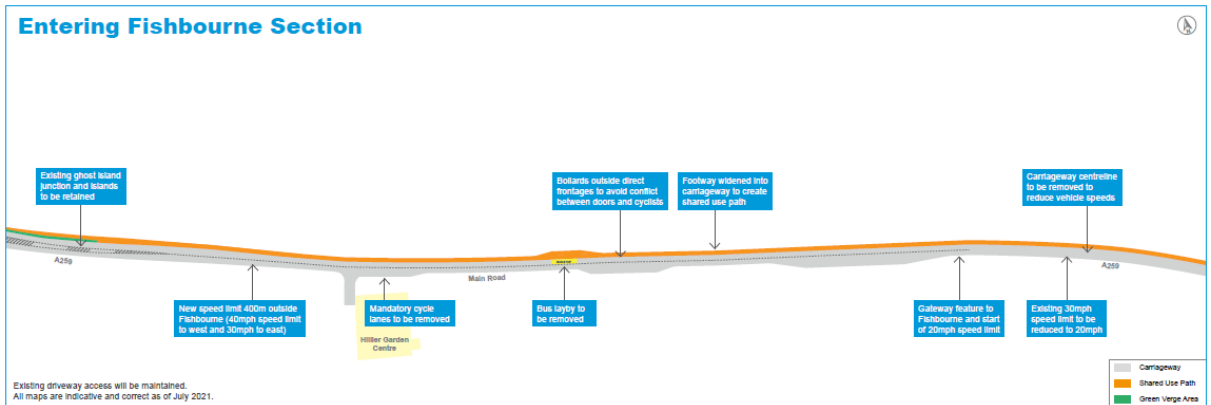 Entering Fishbourne Section
Existing ghost island
junction and islands
to be retained
Bollards outside direct
frontages to avoid conflict
between doors and cyclists
Footway widened into
carriageway to create
shared use path
Carriageway centreline
to be removed to
reduce vehicle speeds
A259
Main Road
A259
New speed limit 400m outside
Fishbourne (40mph speed limit
to west and 30mph to east)
Mandatory cycle
lanes to be removed
Bus layby to
be removed
Gateway feature to
Fishbourne and start
of 20mph speed limit
Existing 30mph
speed limit to be
reduced to 20mph
Hillier Garden
Centre
Existing driveway access will be maintained.
All maps are indicative and correct as of July 2021.
Carriageway
Shared Use Path
Green Verge Area